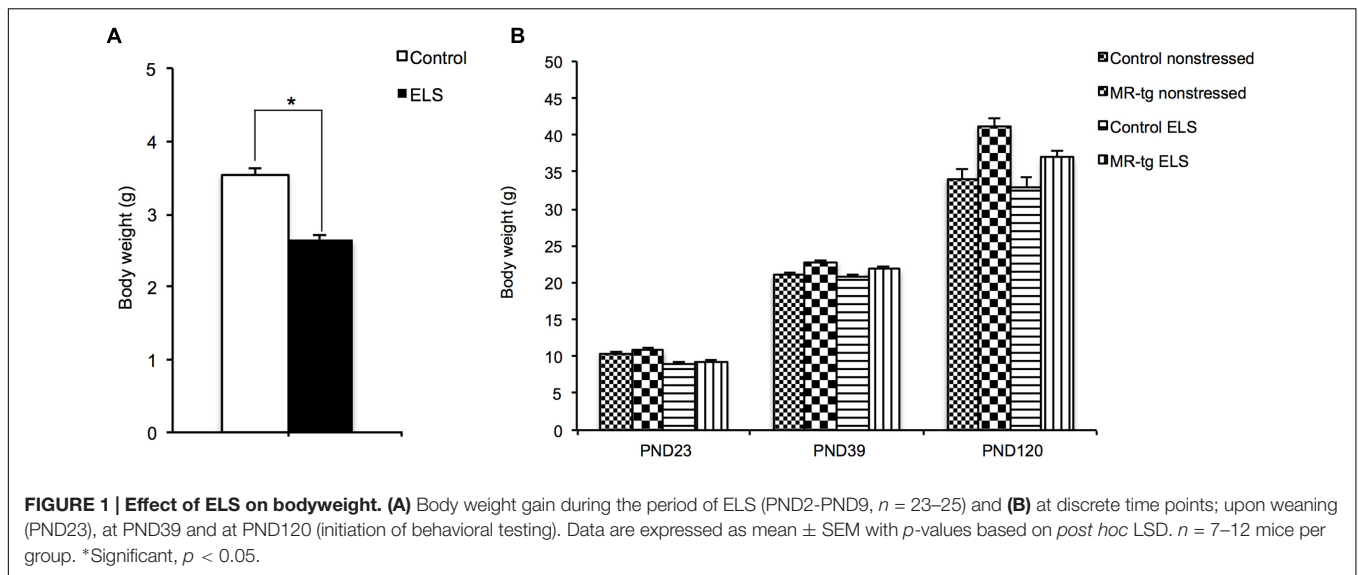 A
Control
ELS
*
5
4
3
2
1
0
Body weight (g)
B
Control nonstressed
MR-tg nonstressed
Control ELS
MR-tg ELS
50
45
40
35
30
25
20
15
10
5
0
Body weight (g)
PND23 PND39 PND120
FIGURE 1 | Effect of ELS on bodyweight. (A) Body weight gain during the period of ELS (PND2-PND9, n = 23–25) and (B) at discrete time points; upon weaning
(PND23), at PND39 and at PND120 (initiation of behavioral testing). Data are expressed as mean ± SEM with p-values based on post hoc LSD. n = 7–12 mice per
group. *Significant, p < 0.05.